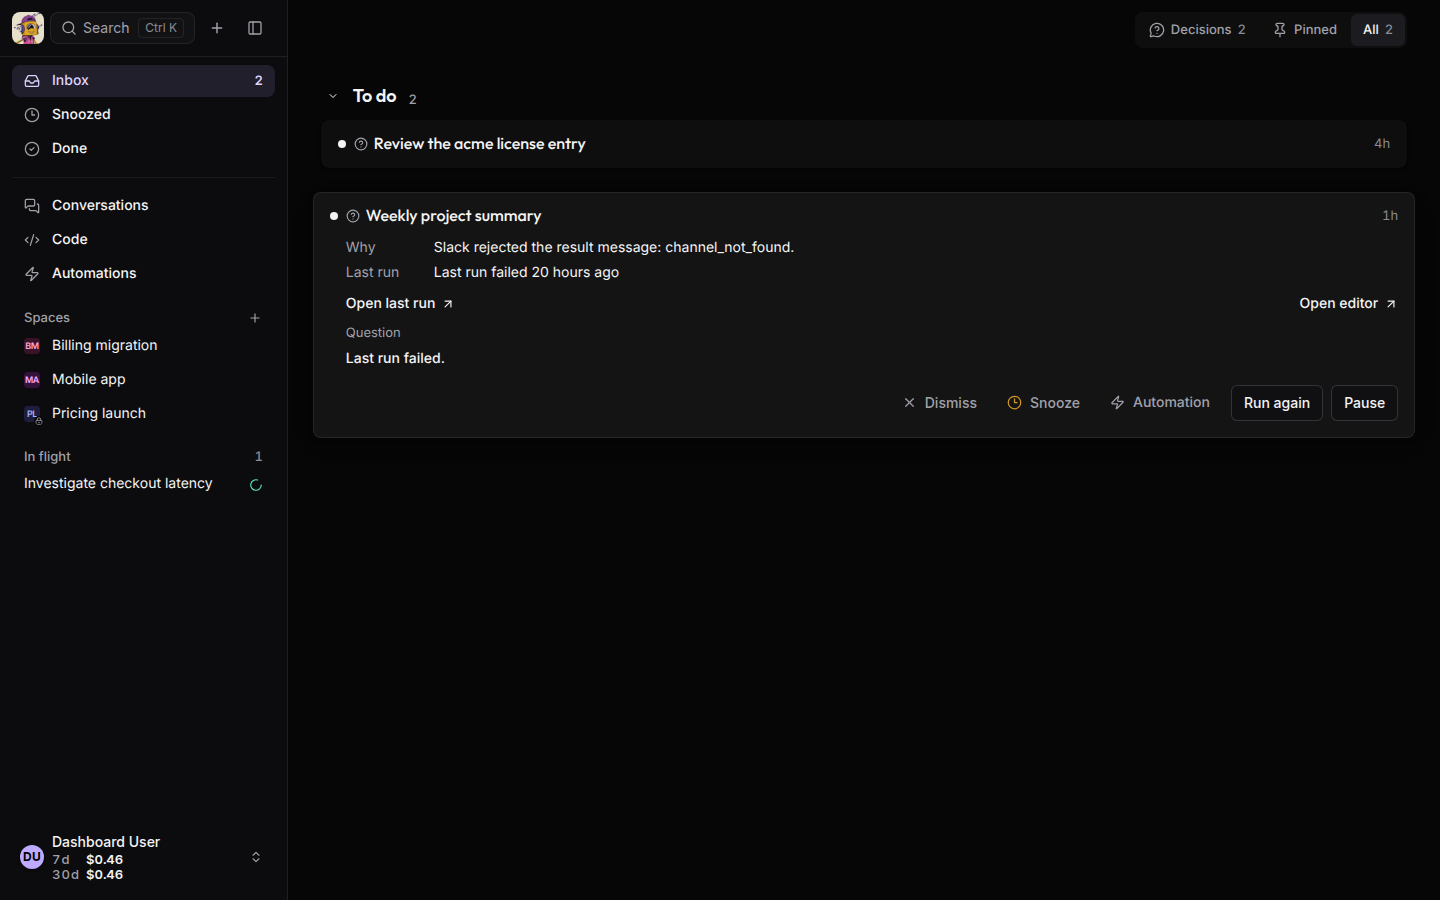 Search Ctrl K
Decisions 2 Pinned All 2
Inbox 2
Snoozed
Done
Conversations
Code
Automations
Spaces
BM Billing migration
MA Mobile app
PL Pricing launch
In flight 1
Investigate checkout latency
DU Dashboard User
7d $0.46
30d $0.46
To do 2
Review the acme license entry 4h
Weekly project summary 1h
Why Slack rejected the result message: channel_not_found.
Last run Last run failed 20 hours ago
Open last run Open editor
Question
Last run failed.
Dismiss Snooze Automation Run again Pause